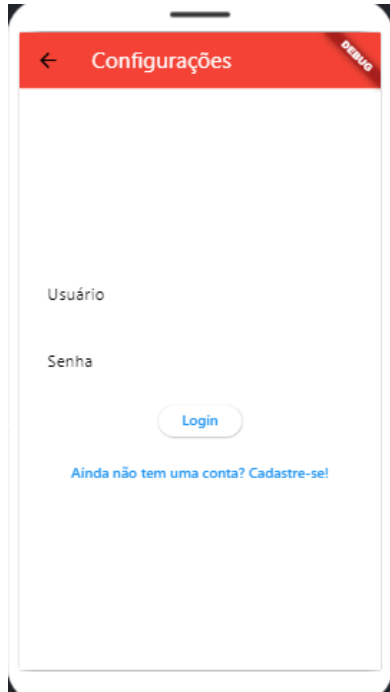 Configurações
DEBUG
Usuário
Senha
Login
Ainda não tem uma conta? Cadastre-se!